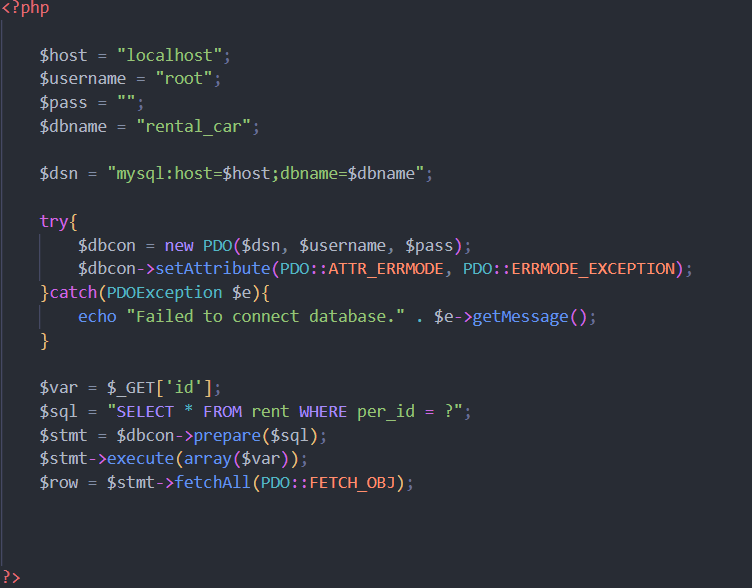 <?php
$host = "localhost";
$username = "root";
$pass = "";
$dbname = "rental_car";
$dsn = "mysql:host=$host;dbname=$dbname";
try{
$dbcon = new PDO($dsn, $username, $pass);
$dbcon->setAttribute(PDO::ATTR_ERRMODE, PDO::ERRMODE_EXCEPTION);
}catch(PDOException $e){
echo "Failed to connect database." . $e->getMessage();
}
$var = $_GET['id'];
$sql = "SELECT * FROM rent WHERE per_id = ?";
$stmt = $dbcon->prepare($sql);
$stmt->execute(array($var));
$row = $stmt->fetchAll(PDO::FETCH_OBJ);
?>